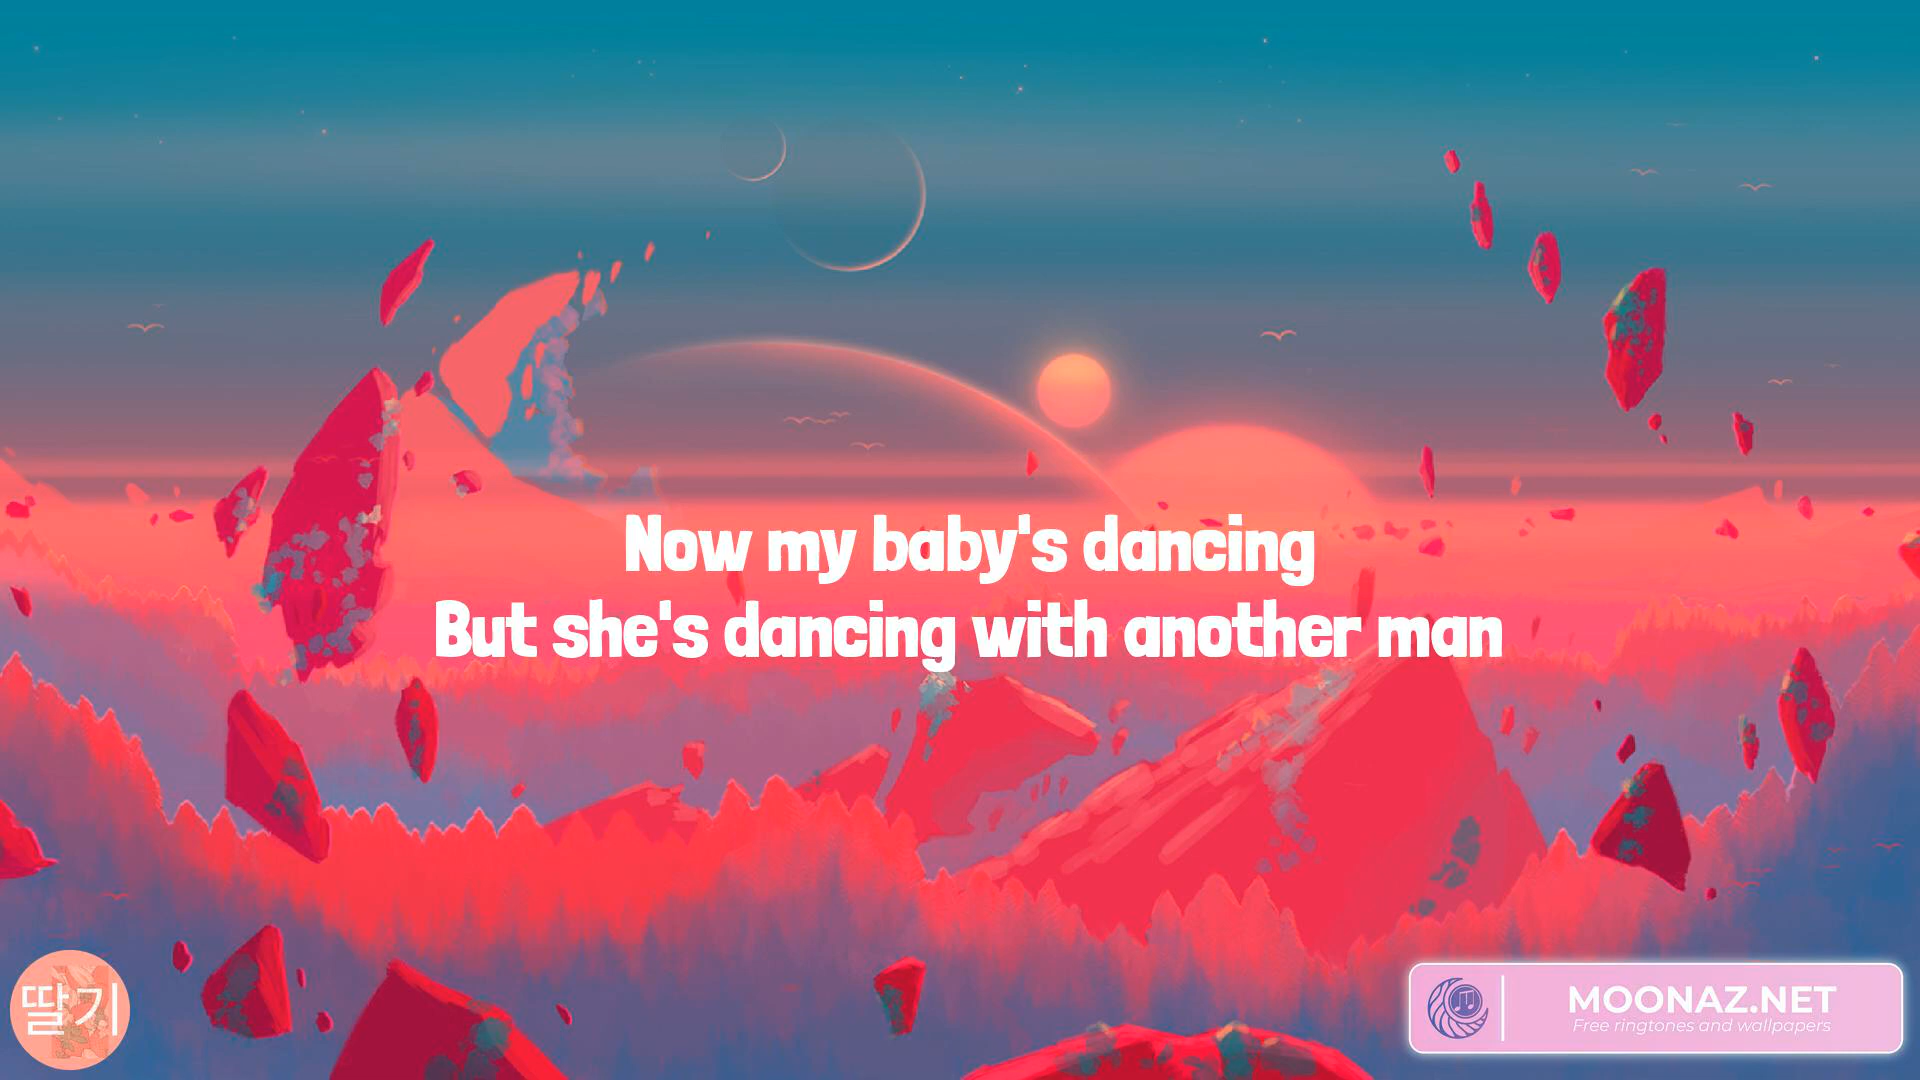 Now my baby's dancing
But she's dancing with another man
딸기
MOONAZ.NET
Free ringtones and wallpapers